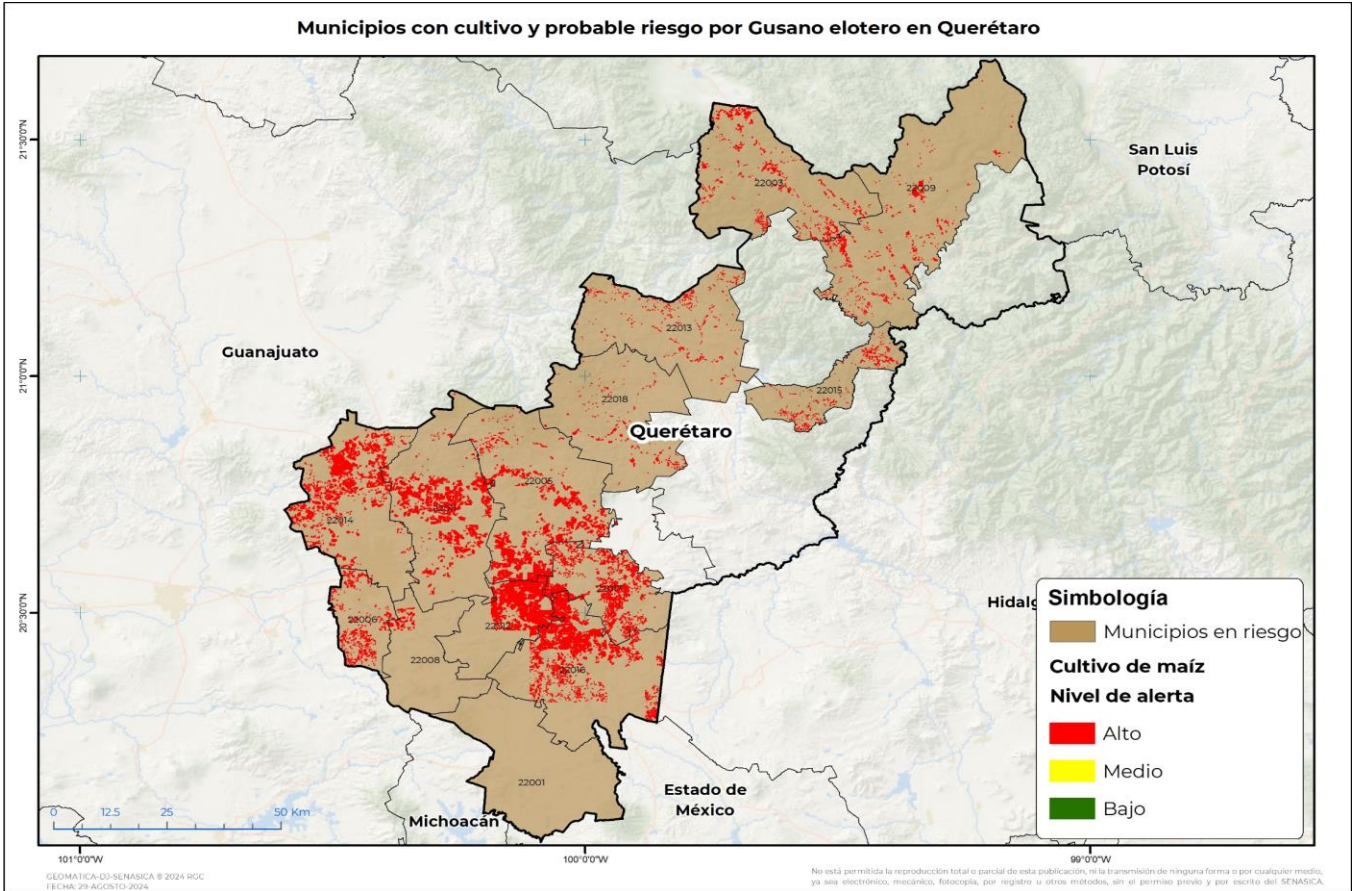 Municipios con cultivo y probable riesgo por Gusano elotero en Querétaro
21°30'0"N
21°0'0"N
20°30'0"N
San Luis
Potosí
22003
22009
22013
Guanajuato
22015
22018
Querétaro
22005
22014
22006
22008
22016
22001
Hidalg
Estado de
México
Michoacán
Simbología
Municipios en riesgo
Cultivo de maíz
Nivel de alerta
Alto
Medio
Bajo
0 12.5 25 50 Km
101°0'0"W
100°0'0"W
99°0'0"W
GEOMATICA-DJ-SENASICA ® 2024 RGC
FECHA: 29-AGOSTO-2024
No está permitida la reproducción total o parcial de esta publicación, ni la transmisión de ninguna forma o por cualquier medio,
ya sea electrónico, mecánico, fotocopia, por registro u otros métodos, sin el permiso previo y por escrito del SENASICA.